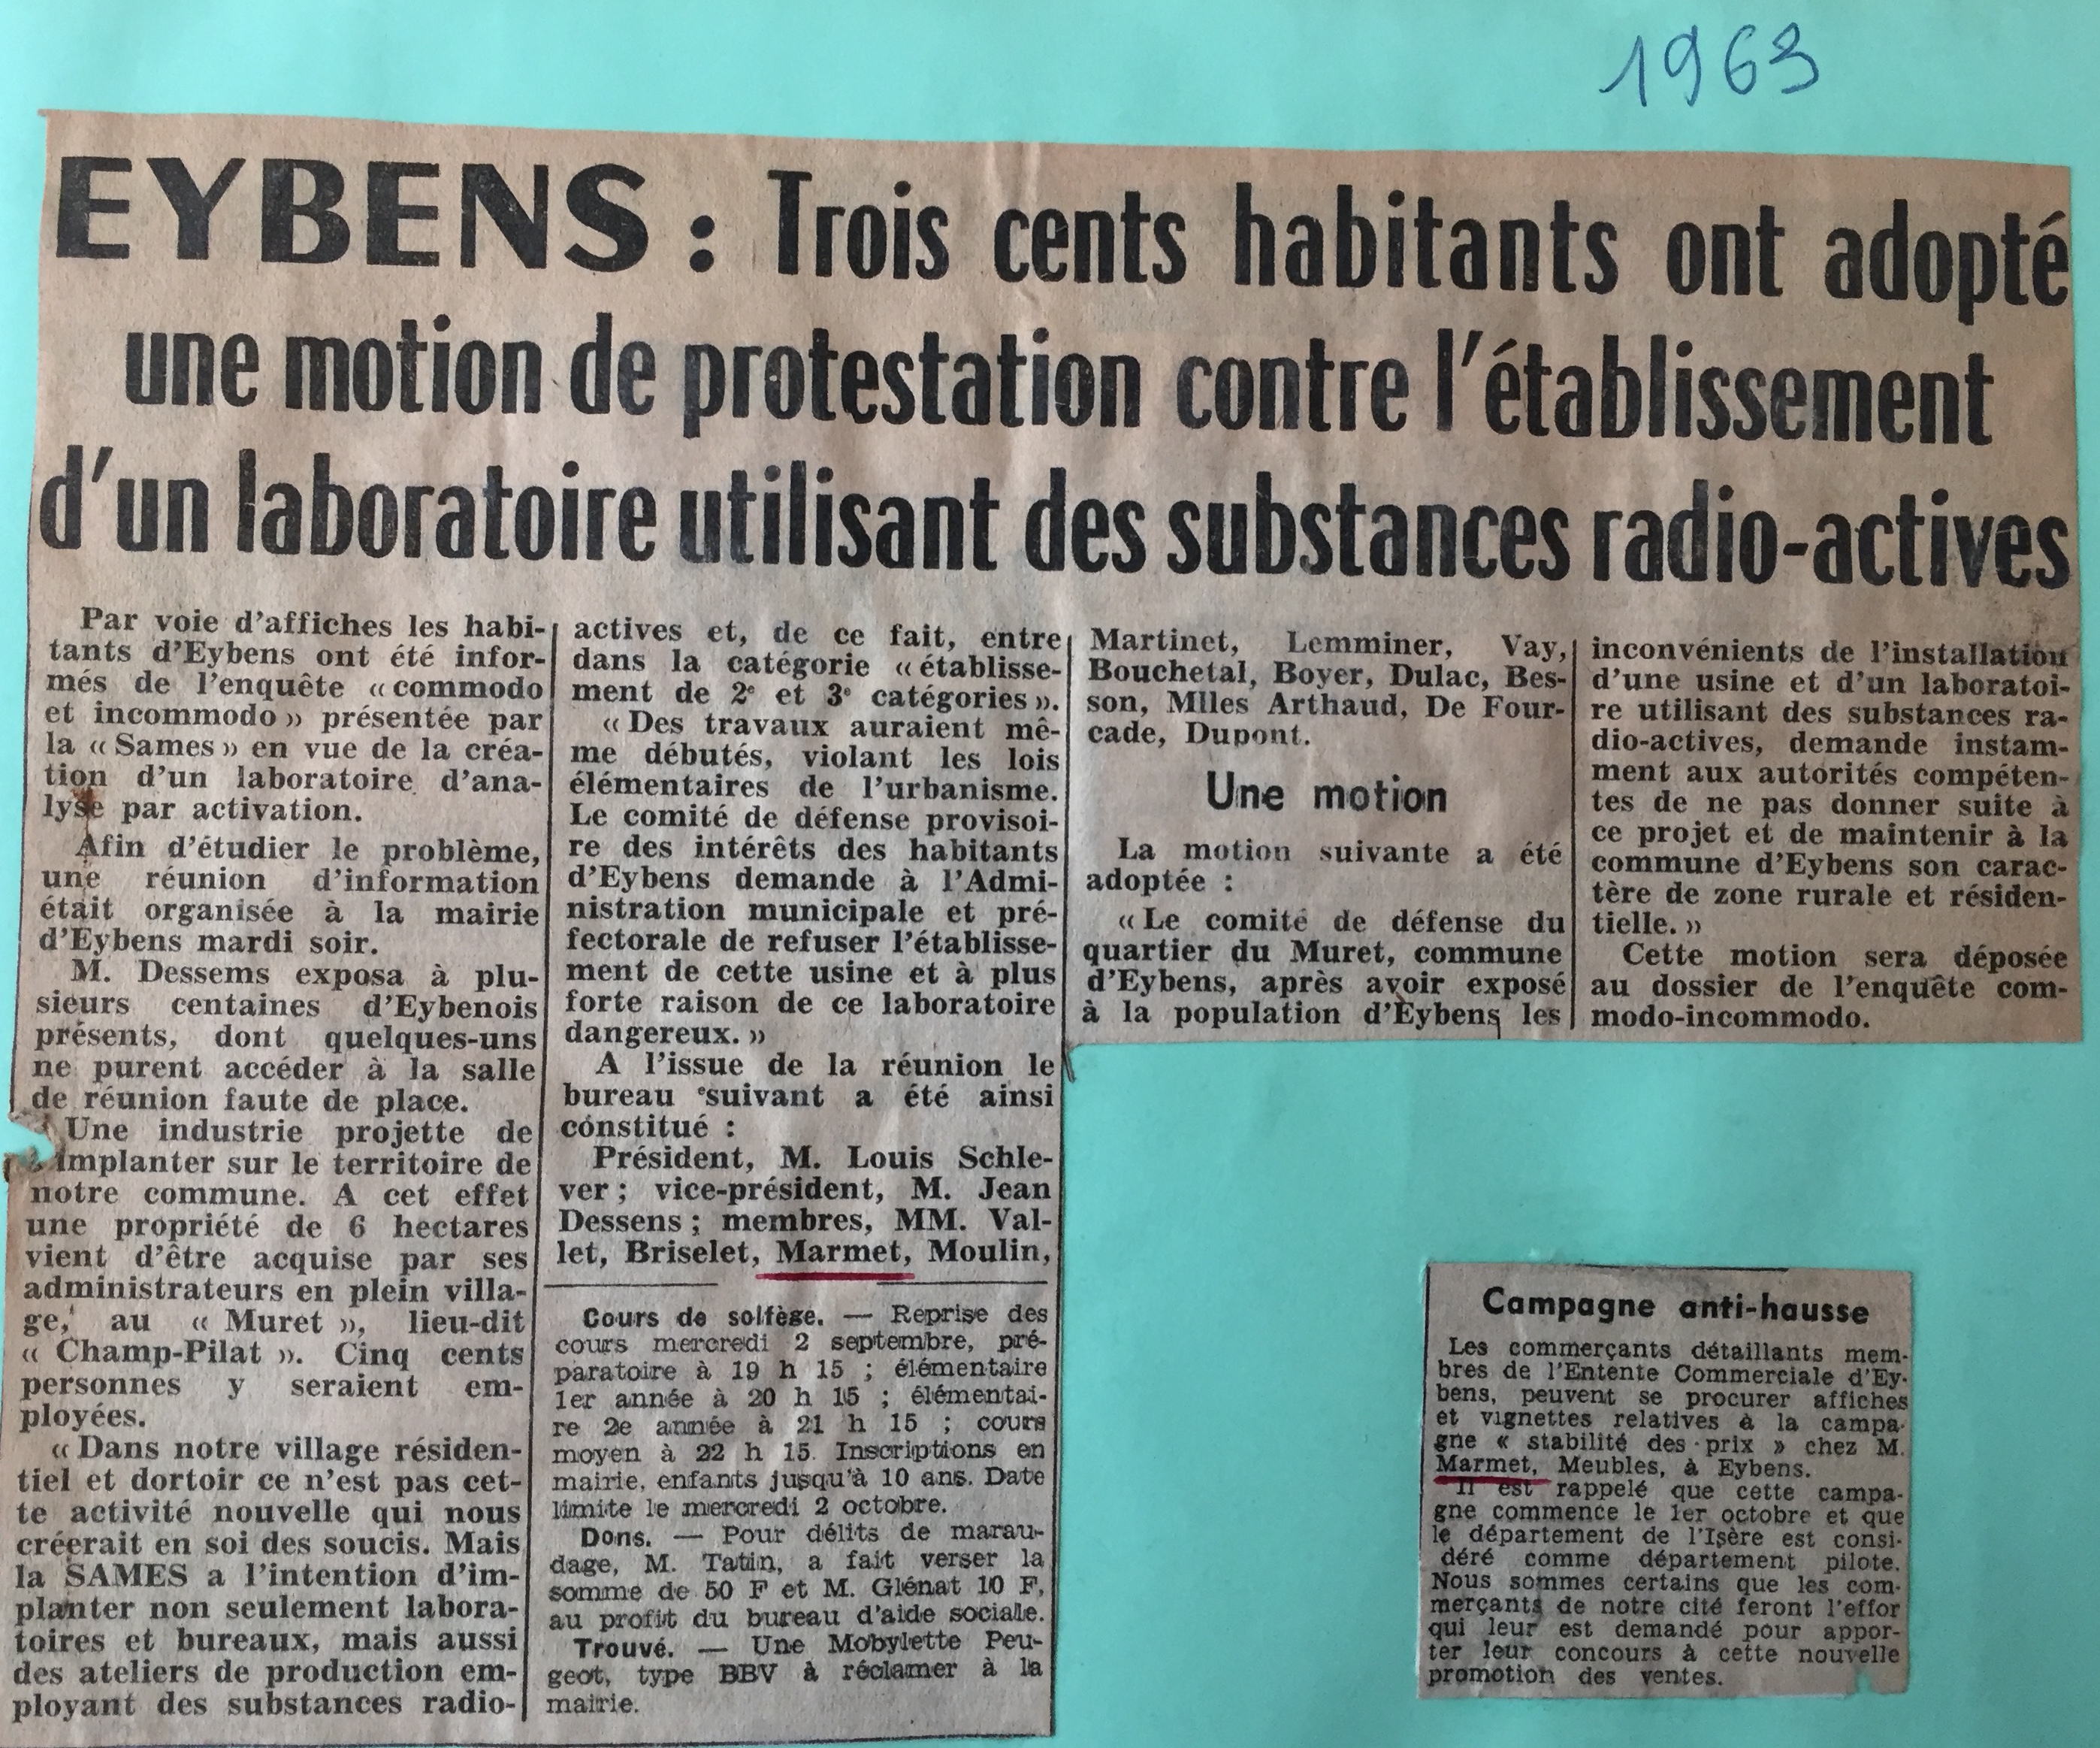 1963
EYBENS : Trois cents habitants ont adopté
une motion de protestation contre l'établissement
d'un laboratoire utilisant des substances radio-actives
Par voie d'affiches les habi-
tants d'Eybens ont été infor-
més de l'enquête « commodo
et incommodo » présentée par
la « Sames » en vue de la créa-
tion d'un laboratoire d'ana-
lyse par activation.
Afin d'étudier le problème,
une réunion d'information
était organisée à la mairie
d'Eybens mardi soir.
M. Dessems exposa à plu-
sieurs centaines d'Eybenois
présents, dont quelques-uns
ne purent accéder à la salle
de réunion faute de place.
Une industrie projette de
implanter sur le territoire de
notre commune. A cet effet
une propriété de 6 hectares
vient d'être acquise par ses
administrateurs en plein villa-
ge, au « Muret », lieu-dit
« Champ-Pilat ». Cinq cents
personnes y seraient em-
ployées.
« Dans notre village résiden-
tiel et dortoir ce n'est pas cet-
te activité nouvelle qui nous
créerait en soi des soucis. Mais
la SAMES a l'intention d'im-
planter non seulement labora-
toires et bureaux, mais aussi
des ateliers de production em-
ployant des substances radio-
actives et, de ce fait, entre
dans la catégorie « établisse-
ment de 2e et 3e catégories ».
« Des travaux auraient mê-
me débutés, violant les lois
élémentaires de l'urbanisme.
Le comité de défense provisoi-
re des intérêts des habitants
d'Eybens demande à l'Admi-
nistration municipale et pré-
fectorale de refuser l'établisse-
ment de cette usine et à plus
forte raison de ce laboratoire
dangereux. »
A l'issue de la réunion le
bureau suivant a été ainsi
constitué :
Président, M. Louis Schle-
ver ; vice-président, M. Jean
Dessens ; membres, MM. Val-
let, Briselet, Marmet, Moulin,
Cours de solfège. — Reprise des
cours mercredi 2 septembre, pré-
paratoire à 19 h 15 ; élémentaire
1er année à 20 h 15 ; élémentai-
re 2e année à 21 h 15 ; cours
moyen à 22 h 15. Inscriptions en
mairie, enfants jusqu'à 10 ans. Date
limite le mercredi 2 octobre.
Dons. — Pour délits de marau-
dage, M. Tatin, a fait verser la
somme de 50 F et M. Glénat 10 F,
au profit du bureau d'aide sociale.
Trouvé. — Une Mobylette Peu-
geot, type BBV à réclamer à la
mairie.
Martinet, Lemminer, Vay,
Bouchetal, Boyer, Dulac, Bes-
son, Mlles Arthaud, De Four-
cade, Dupont.
Une motion
La motion suivante a été
adoptée :
« Le comité de défense du
quartier du Muret, commune
d'Eybens, après avoir exposé
à la population d'Eybens les
inconvénients de l'installation
d'une usine et d'un laboratoi-
re utilisant des substances ra-
dio-actives, demande instam-
ment aux autorités compéten-
tes de ne pas donner suite à
ce projet et de maintenir à la
commune d'Eybens son carac-
tère de zone rurale et résiden-
tielle. »
Cette motion sera déposée
au dossier de l'enquête com-
modo-incommodo.
Campagne anti-hausse
Les commerçants détaillants mem-
bres de l'Entente Commerciale d'Ey-
bens, peuvent se procurer affiches
et vignettes relatives à la campa-
gne « stabilité des prix » chez M.
Marmet, Meubles, à Eybens.
Il est rappelé que cette campa-
gne commence le 1er octobre et que
le département de l'Isère est consi-
déré comme département pilote.
Nous sommes certains que les com-
merçants de notre cité feront l'effor
qui leur est demandé pour appor-
ter leur concours à cette nouvelle
promotion des ventes.